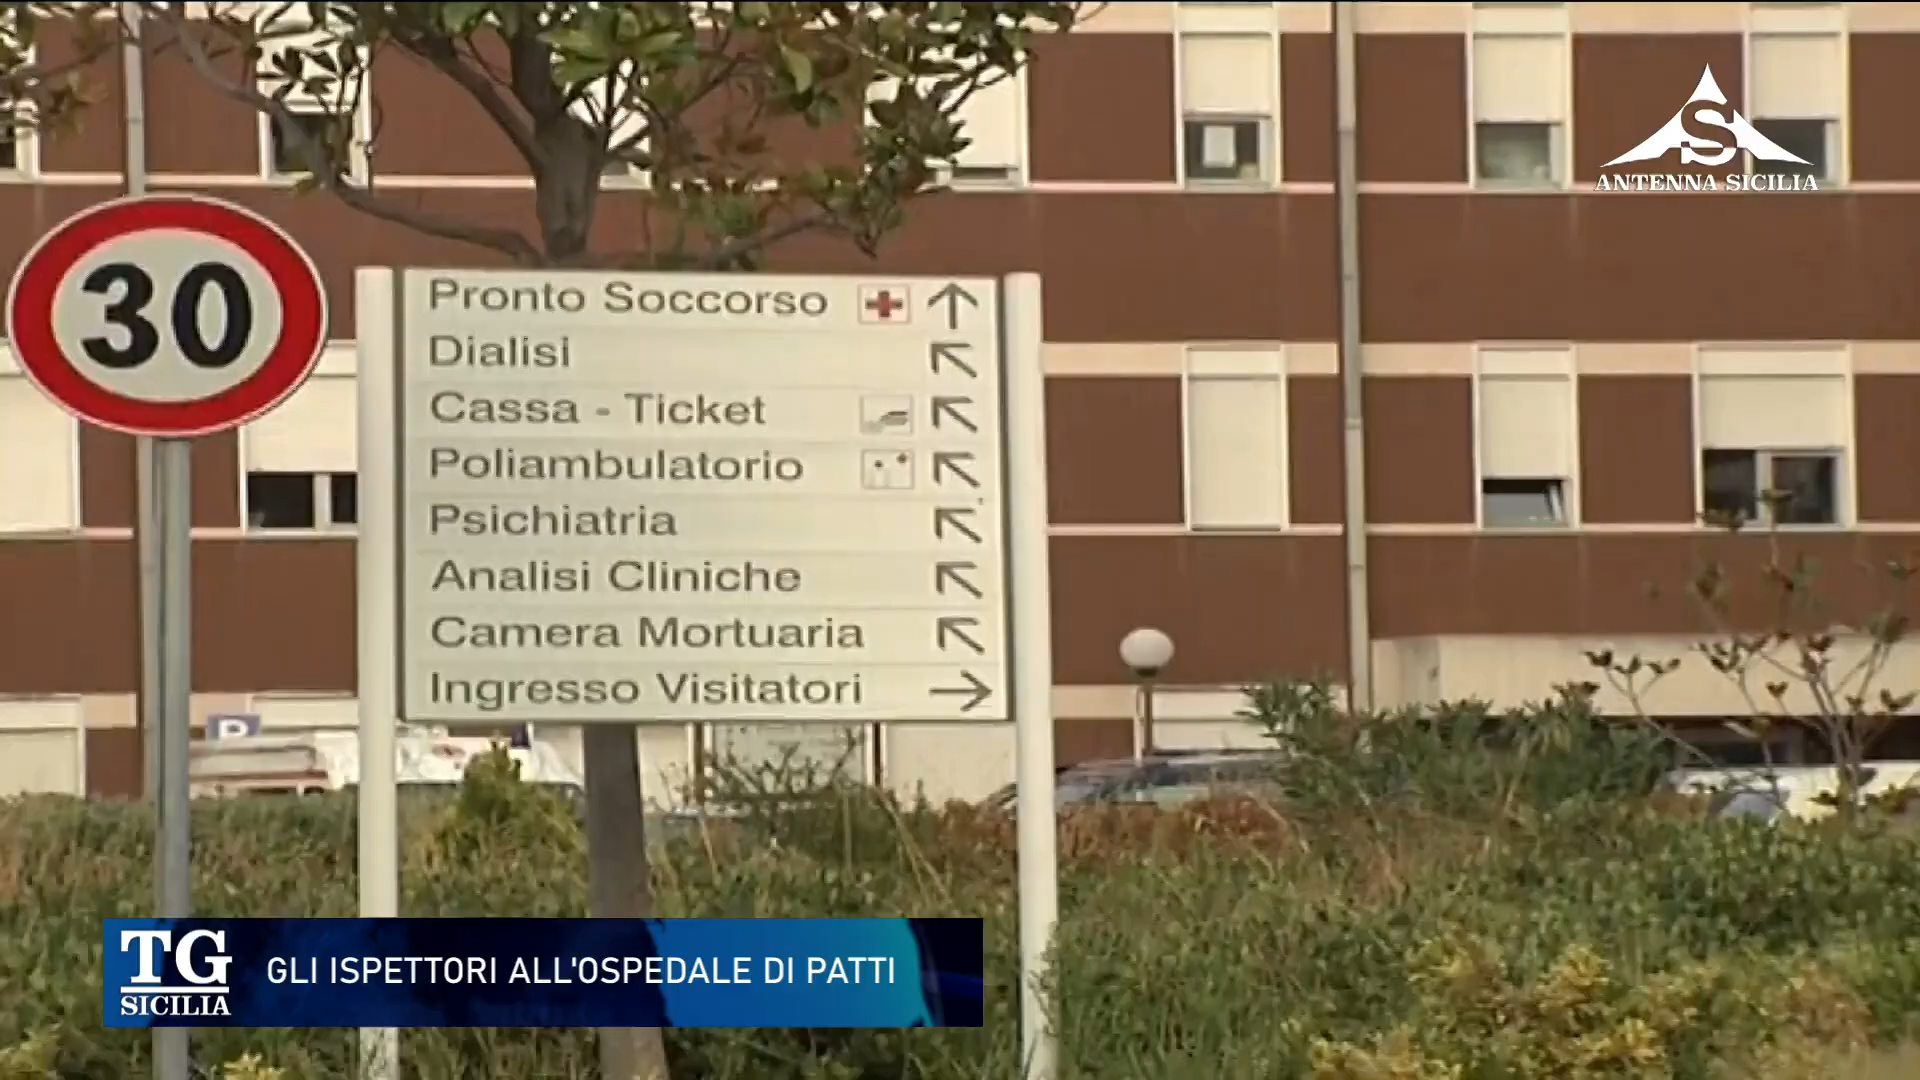 ANTENNA SICILIA
30
Pronto Soccorso
Dialisi
Cassa - Ticket
Poliambulatorio
Psichiatria
Analisi Cliniche
Camera Mortuaria
Ingresso Visitatori
P
TG
SICILIA
GLI ISPETTORI ALL'OSPEDALE DI PATTI